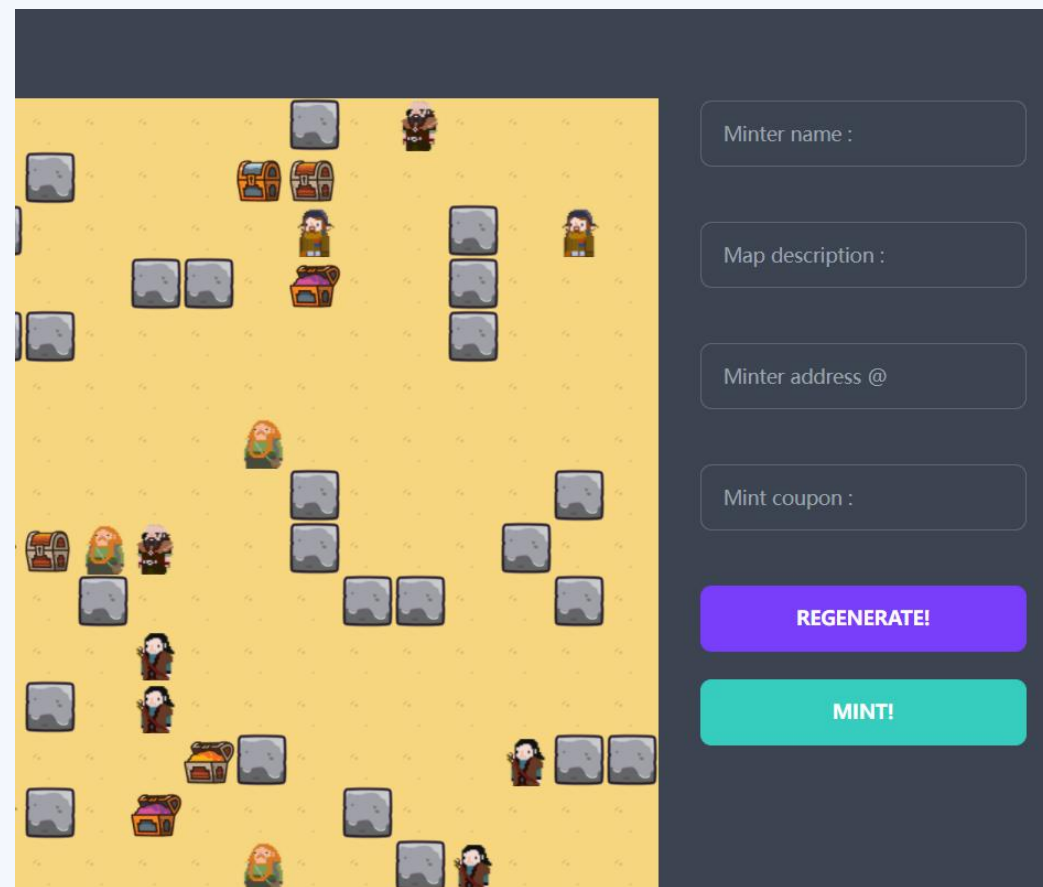 Minter name :
Map description :
Minter address @
Mint coupon :
REGENERATE!
MINT!